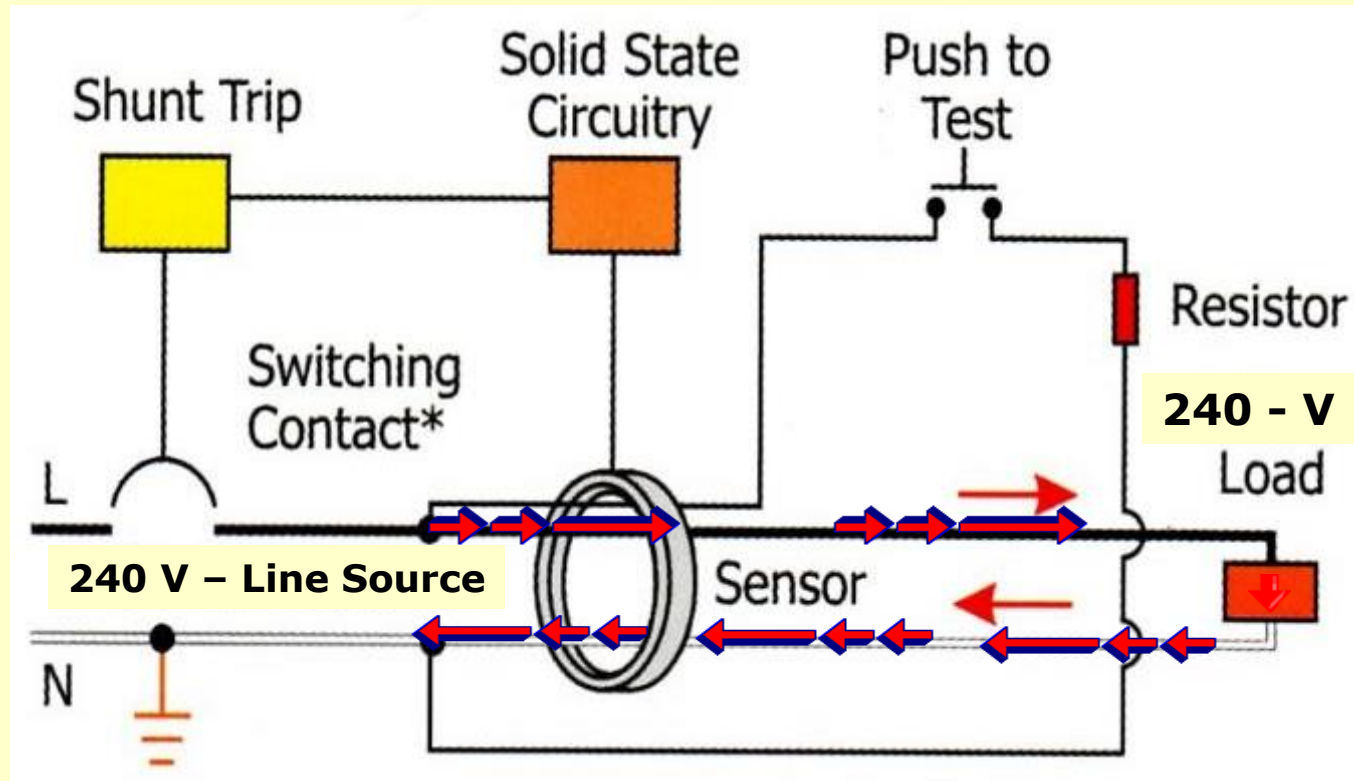 Shunt Trip
Solid State
Circuitry
Push to
Test
Resistor
Switching
Contact*
240 - V
Load
L
240 V – Line Source
Sensor
N